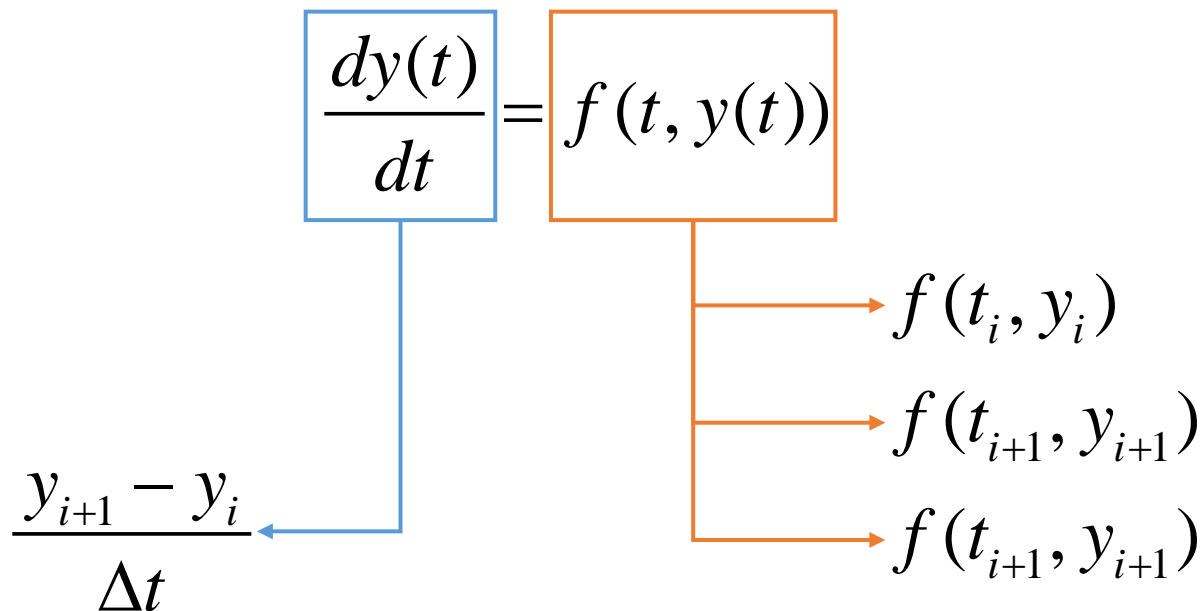 dy(t)/dt = f(t, y(t))
f(t_i, y_i)
f(t_{i+1}, y_{i+1})
(y_{i+1} − y_i)/Δt
f(t_{i+1}, y_{i+1})